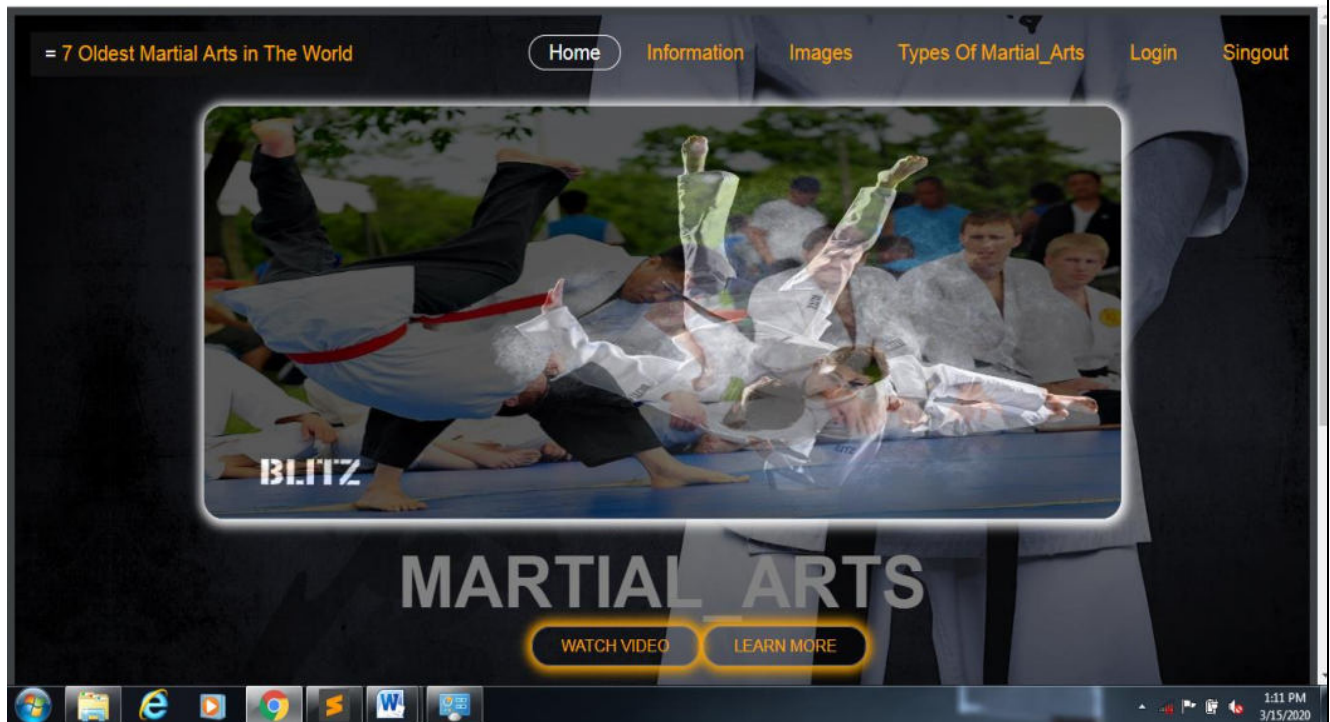 = 7 Oldest Martial Arts in The World
Home Information Images Types Of Martial_Arts Login Singout
BLITZ
MARTIAL_ARTS
WATCH VIDEO LEARN MORE
1:11 PM
3/15/2020